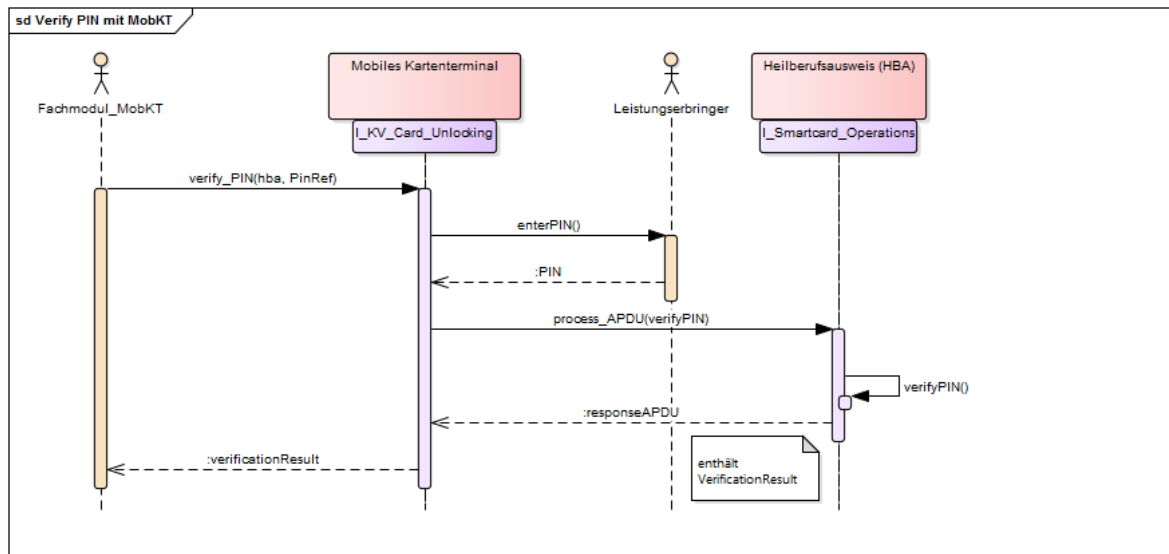 sd Verify PIN mit MobKT
Mobiles Kartenterminal
Heilberufsausweis (HBA)
Fachmodul_MobKT
Leistungserbringer
I_KV_Card_Unlocking
I_Smartcard_Operations
verify_PIN(hba, PinRef)
enterPIN()
:PIN
process_APDU(verifyPIN)
verifyPIN()
:responseAPDU
:verificationResult
enthält
VerificationResult